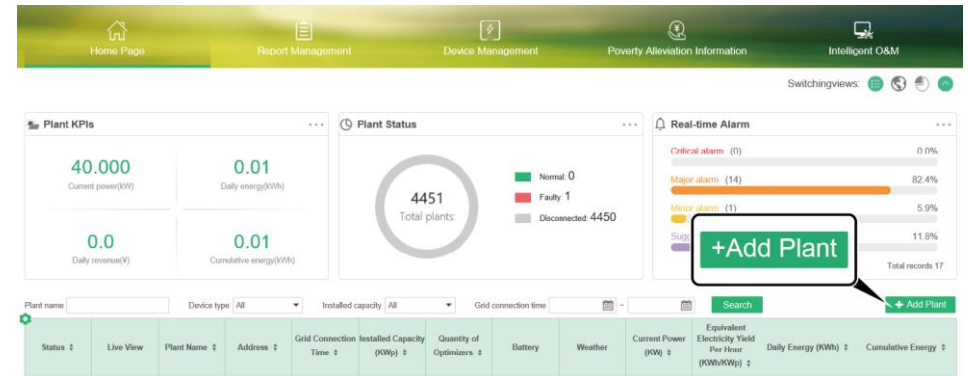 Home Page
Report Management
Device Management
Poverty Alleviation Information
Intelligent O&M
Switchingviews:
Plant KPIs
...
40.000
Current power(kW)
0.01
Daily energy(kWh)
0.0
Daily revenue(¥)
0.01
Cumulative energy(kWh)
Plant Status
...
4451
Total plants:
Normal: 0
Faulty: 1
Disconnected: 4450
Real-time Alarm
...
Critical alarm (0) 0.0%
Major alarm (14) 82.4%
Minor alarm (1) 5.9%
11.8%
Total records 17
+Add Plant
Plant name
Device type All
Installed capacity All
Grid connection time
~
Search
+ Add Plant
Status
Live View
Plant Name
Address
Grid Connection
Time
Installed Capacity
(KWp)
Quantity of
Optimizers
Battery
Weather
Current Power
(KW)
Equivalent
Electricity Yield
Per Hour
(KWh/KWp)
Daily Energy (KWh)
Cumulative Energy